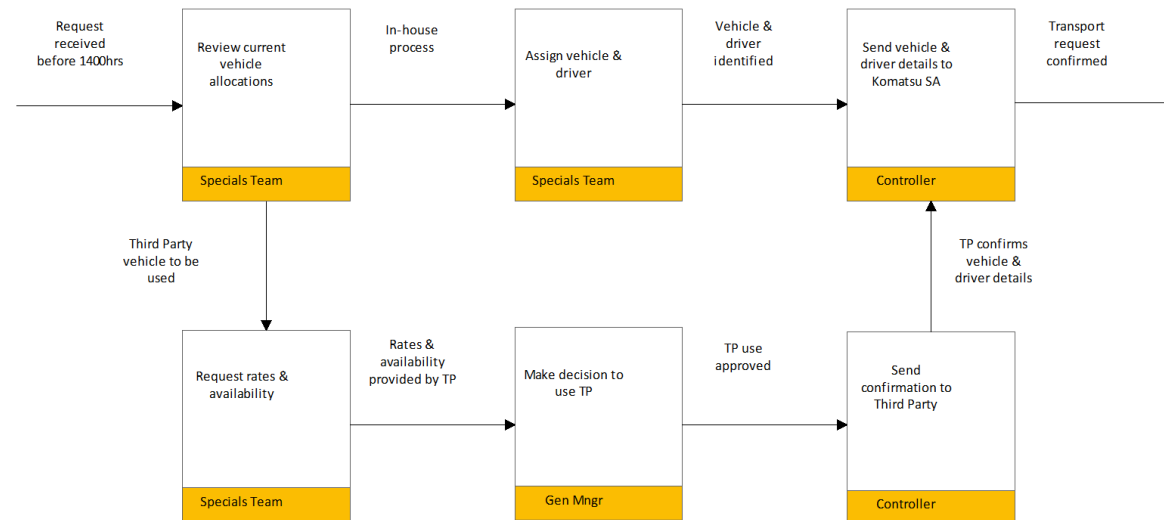 Request
received
before 1400hrs
Review current
vehicle
allocations
Specials Team
In-house
process
Assign vehicle &
driver
Specials Team
Vehicle &
driver
identified
Send vehicle &
driver details to
Komatsu SA
Controller
Transport
request
confirmed
Third Party
vehicle to be
used
TP confirms
vehicle &
driver details
Request rates &
availability
Specials Team
Rates &
availability
provided by TP
Make decision to
use TP
Gen Mngr
TP use
approved
Send
confirmation to
Third Party
Controller